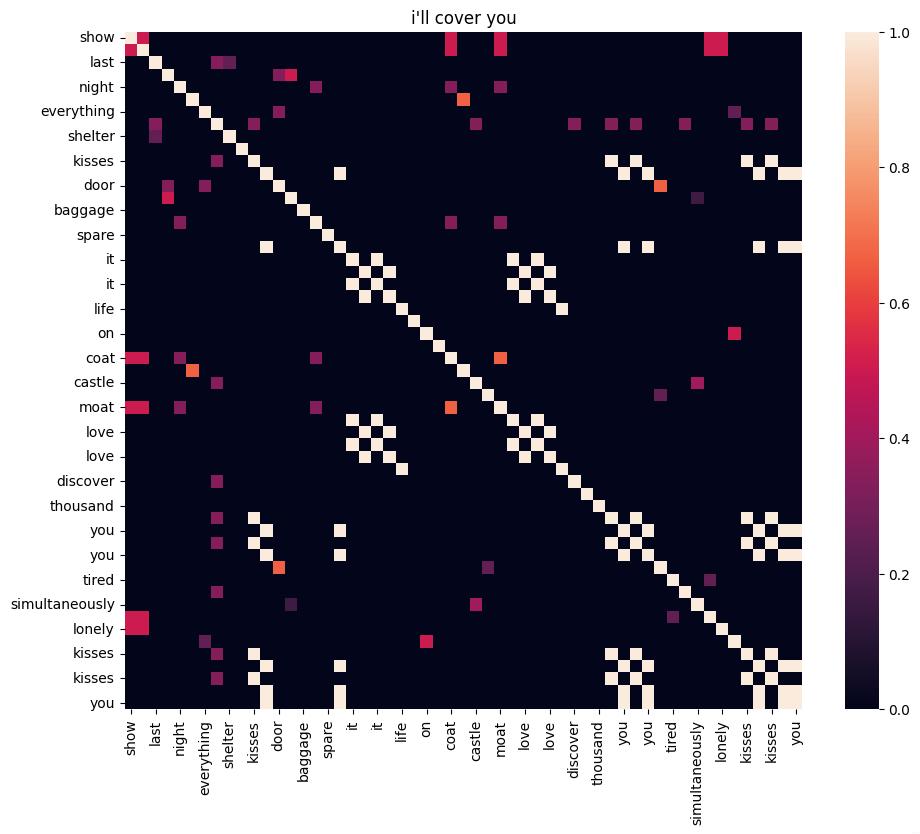 i'll cover you
show
last
night
everything
shelter
kisses
door
baggage
spare
it
it
life
on
coat
castle
moat
love
love
discover
thousand
you
you
tired
simultaneously
lonely
kisses
kisses
you
show
last
night
everything
shelter
kisses
door
baggage
spare
it
it
life
on
coat
castle
moat
love
love
discover
thousand
you
you
tired
simultaneously
lonely
kisses
kisses
you
1.0
0.8
0.6
0.4
0.2
0.0